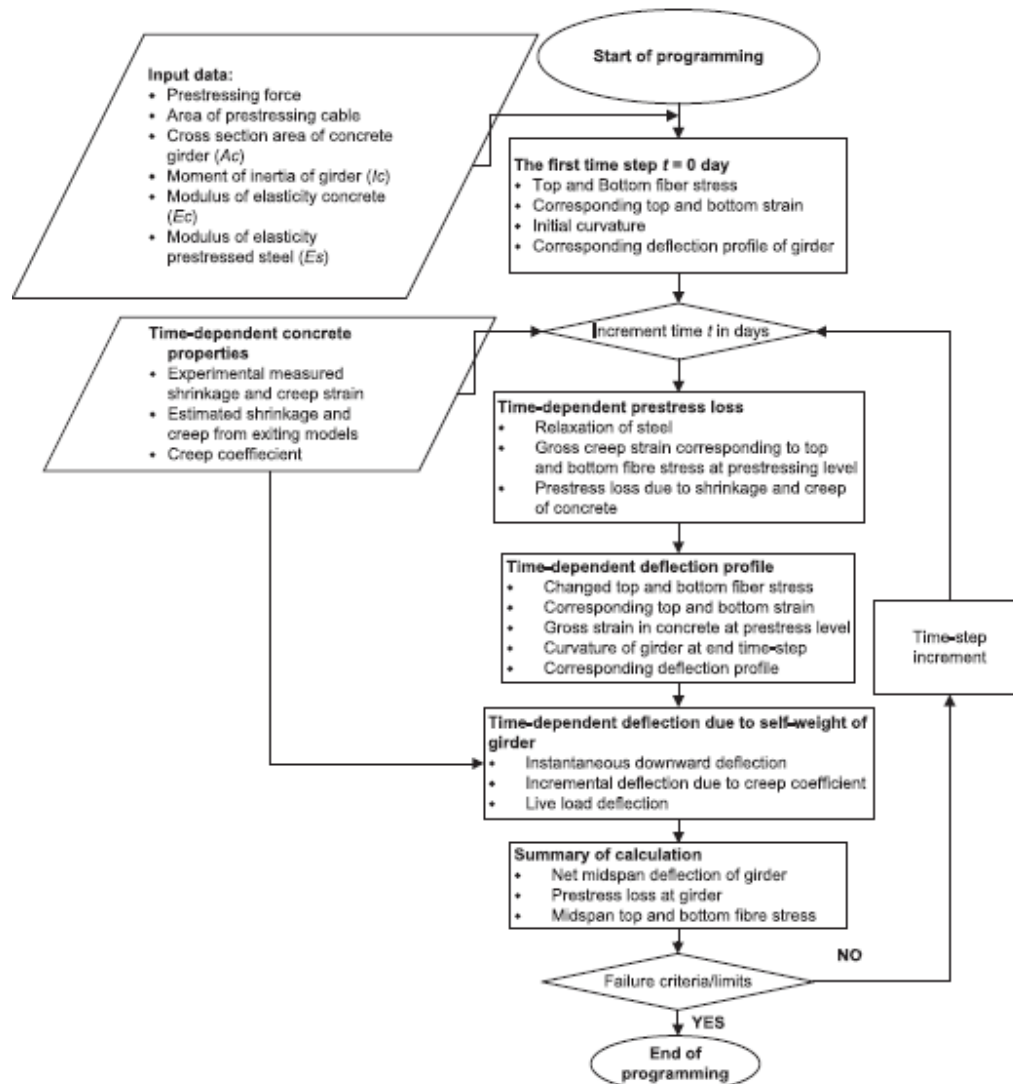 Start of programming
Input data:
• Prestressing force
• Area of prestressing cable
• Cross section area of concrete
girder (Ac)
• Moment of inertia of girder (Ic)
• Modulus of elasticity concrete
(Ec)
• Modulus of elasticity
prestressed steel (Es)
The first time step t = 0 day
• Top and Bottom fiber stress
• Corresponding top and bottom strain
• Initial curvature
• Corresponding deflection profile of girder
Increment time t in days
Time-dependent concrete
properties
• Experimental measured
shrinkage and creep strain
• Estimated shrinkage and
creep from exiting models
• Creep coeffiecient
Time-dependent prestress loss
• Relaxation of steel
• Gross creep strain corresponding to top
and bottom fibre stress at prestressing level
• Prestress loss due to shrinkage and creep
of concrete
Time-dependent deflection profile
• Changed top and bottom fiber stress
• Corresponding top and bottom strain
• Gross strain in concrete at prestress level
• Curvature of girder at end time-step
• Corresponding deflection profile
Time-step
increment
Time-dependent deflection due to self-weight of
girder
• Instantaneous downward deflection
• Incremental deflection due to creep coefficient
• Live load deflection
Summary of calculation
• Net midspan deflection of girder
• Prestress loss at girder
• Midspan top and bottom fibre stress
NO
Failure criteria/limits
YES
End of
programming